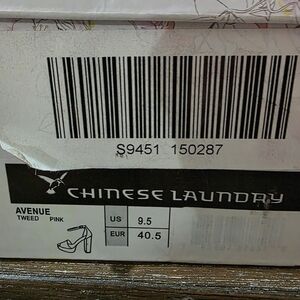 S9451 150287
CHINESE LAUNDRY
AVENUE
TWEED PINK
US 9.5
EUR 40.5